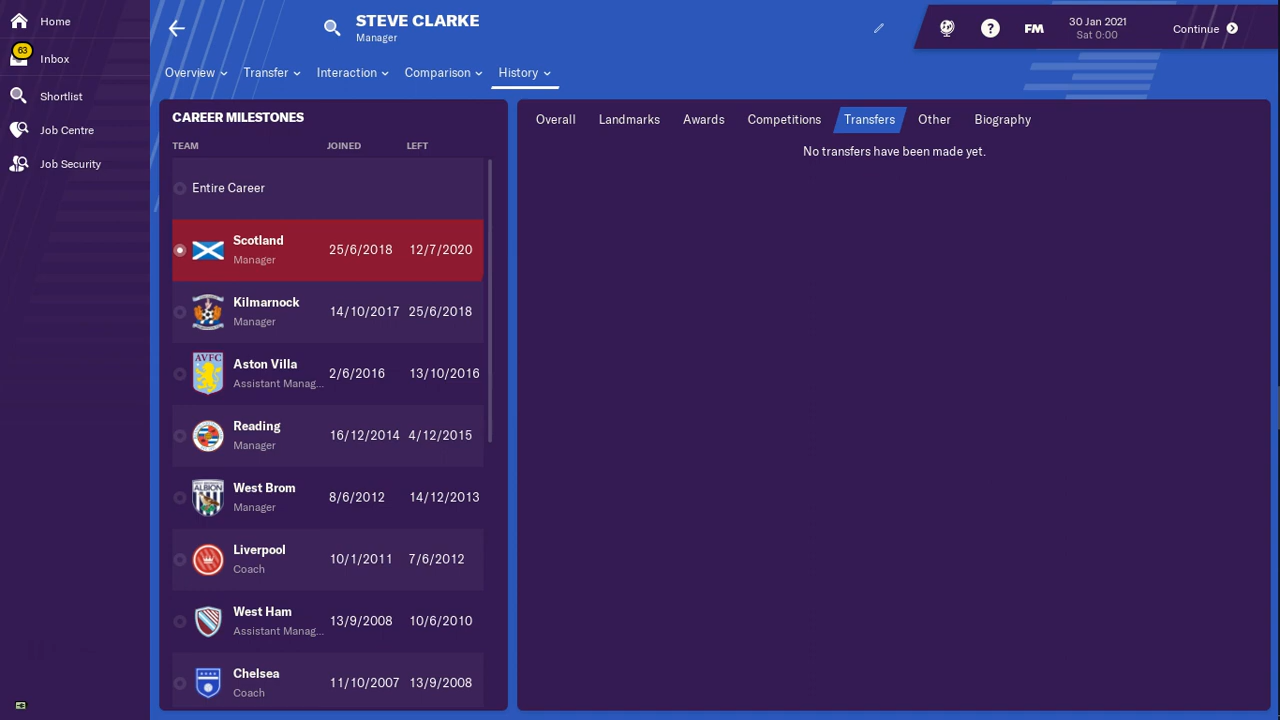 Home
63
Inbox
Shortlist
Job Centre
Job Security
STEVE CLARKE
Manager
FM
30 Jan 2021
Sat 0:00
Continue
Overview
Transfer
Interaction
Comparison
History
CAREER MILESTONES
TEAM JOINED LEFT
Entire Career
Scotland
Manager
25/6/2018 12/7/2020
Kilmarnock
Manager
14/10/2017 25/6/2018
AVFC
Aston Villa
Assistant Manag...
2/6/2016 13/10/2016
Reading
Manager
16/12/2014 4/12/2015
ALBION
West Brom
Manager
8/6/2012 14/12/2013
Liverpool
Coach
10/1/2011 7/6/2012
West Ham
Assistant Manag...
13/9/2008 10/6/2010
Chelsea
Coach
11/10/2007 13/9/2008
Overall Landmarks Awards Competitions Transfers Other Biography
No transfers have been made yet.